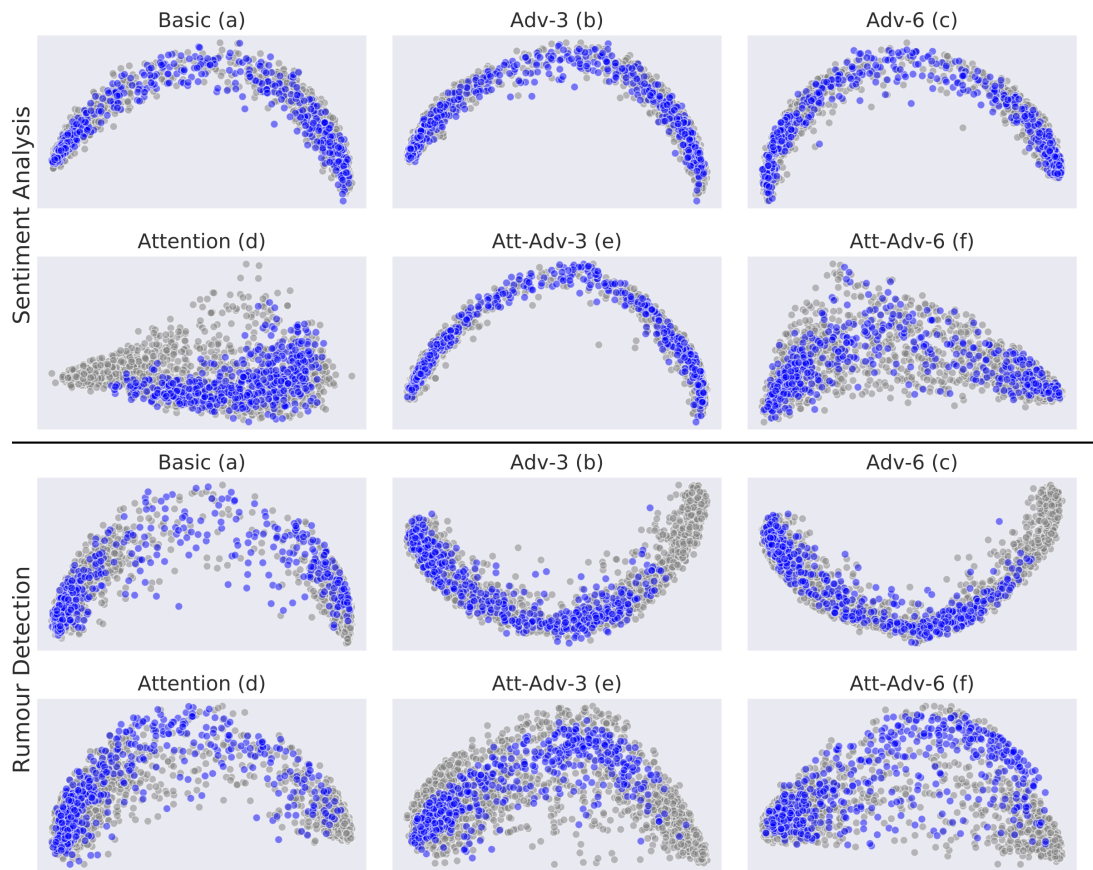 Sentiment Analysis
Basic (a)
Adv-3 (b)
Adv-6 (c)
Attention (d)
Att-Adv-3 (e)
Att-Adv-6 (f)
Rumour Detection
Basic (a)
Adv-3 (b)
Adv-6 (c)
Attention (d)
Att-Adv-3 (e)
Att-Adv-6 (f)